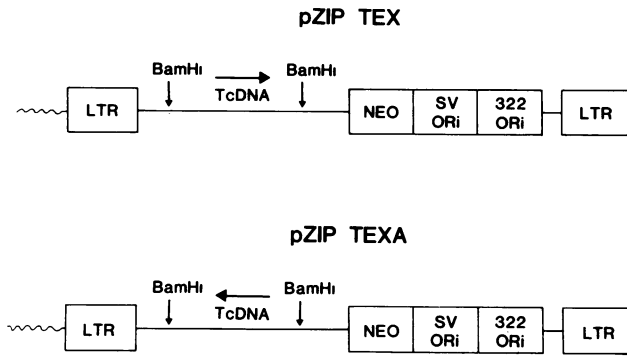 pZIP TEX
BamHI BamHI
TcDNA
LTR NEO SV ORi 322 ORi LTR
pZIP TEXA
BamHI BamHI
TcDNA
LTR NEO SV ORi 322 ORi LTR